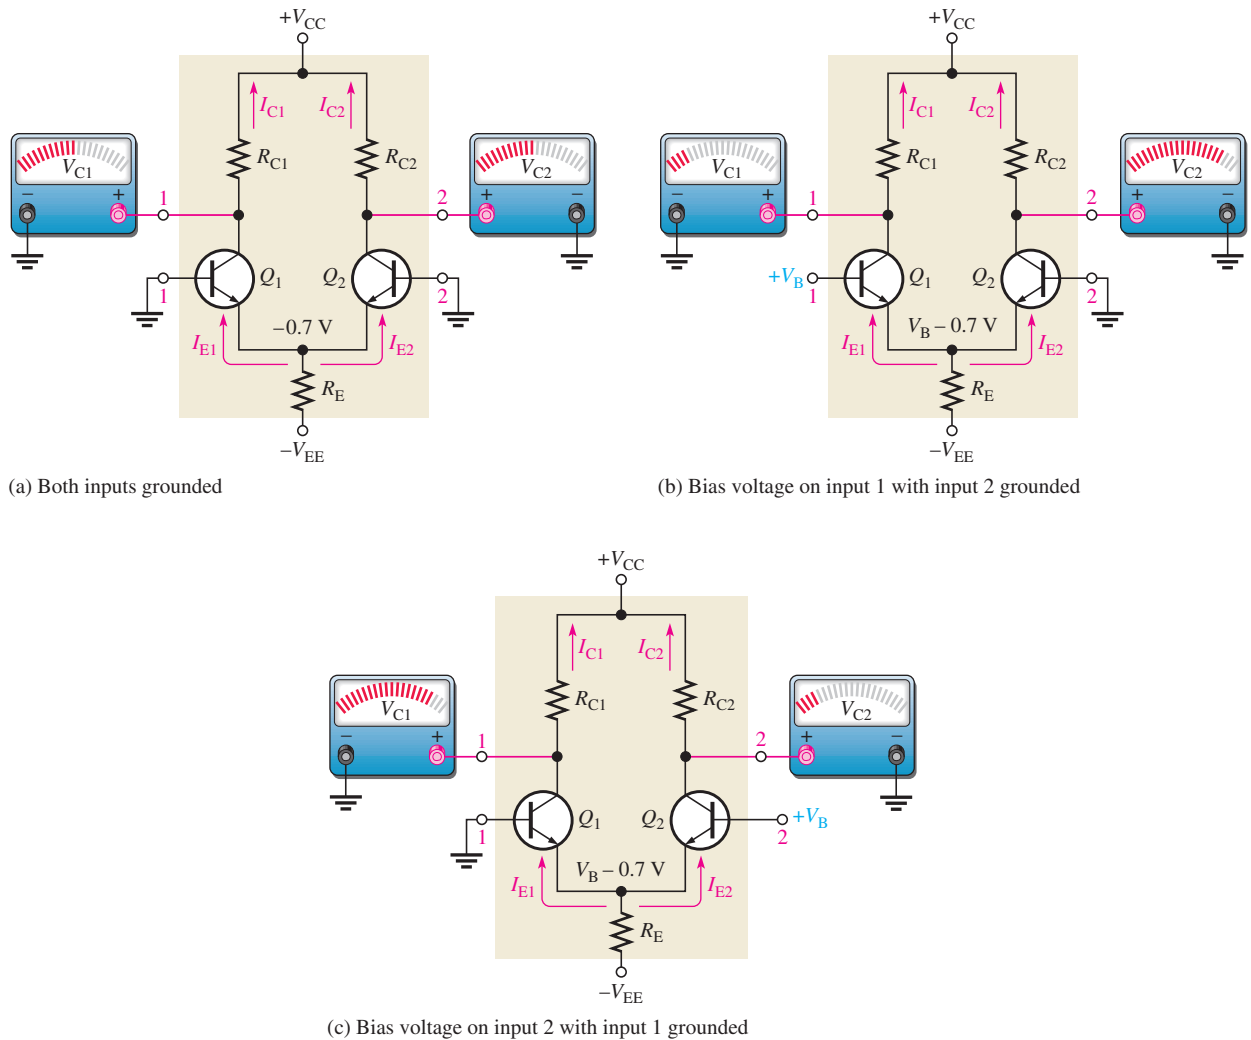 +VCC
+VCC
IC1 IC2
IC1 IC2
VC1 RC1 RC2 VC2
VC1 RC1 RC2 VC2
− + 1 2 + −
− + 1 2 + −
1 Q1 Q2 2
+VB 1 Q1 Q2 2
−0.7 V
VB − 0.7 V
IE1 IE2
IE1 IE2
RE
RE
−VEE
−VEE
(a) Both inputs grounded
(b) Bias voltage on input 1 with input 2 grounded
+VCC
IC1 IC2
VC1 RC1 RC2 VC2
− + 1 2 + −
1 Q1 Q2 2 +VB
VB − 0.7 V
IE1 IE2
RE
−VEE
(c) Bias voltage on input 2 with input 1 grounded